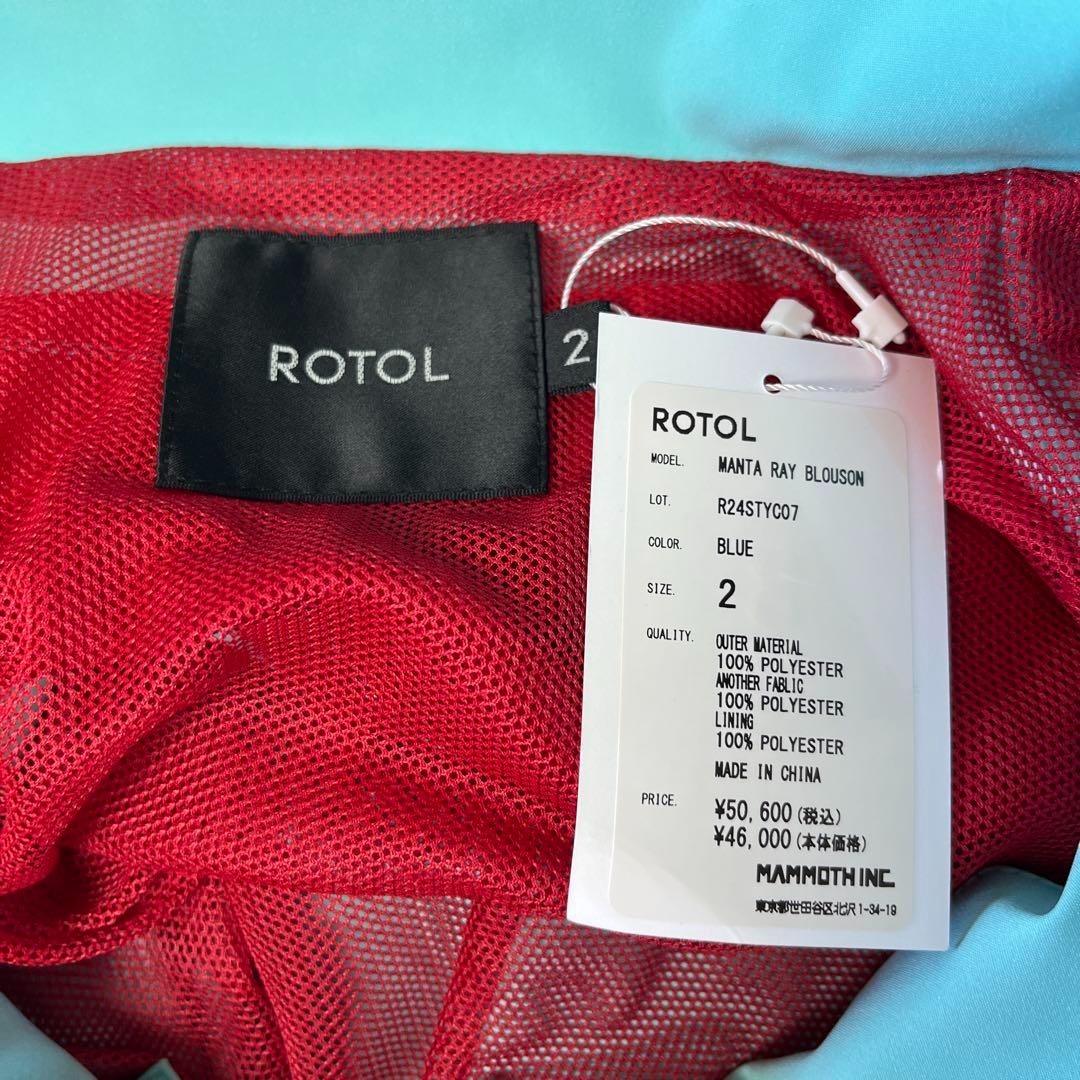 ROTOL
2
ROTOL
MODEL. MANTA RAY BLOUSON
LOT. R24STYC07
COLOR. BLUE
SIZE. 2
QUALITY. OUTER MATERIAL
100% POLYESTER
ANOTHER FABLIC
100% POLYESTER
LINING
100% POLYESTER
MADE IN CHINA
PRICE. ¥50,600(税込)
¥46,000(本体価格)
MAMMOTH INC.
東京都世田谷区北沢1-34-19